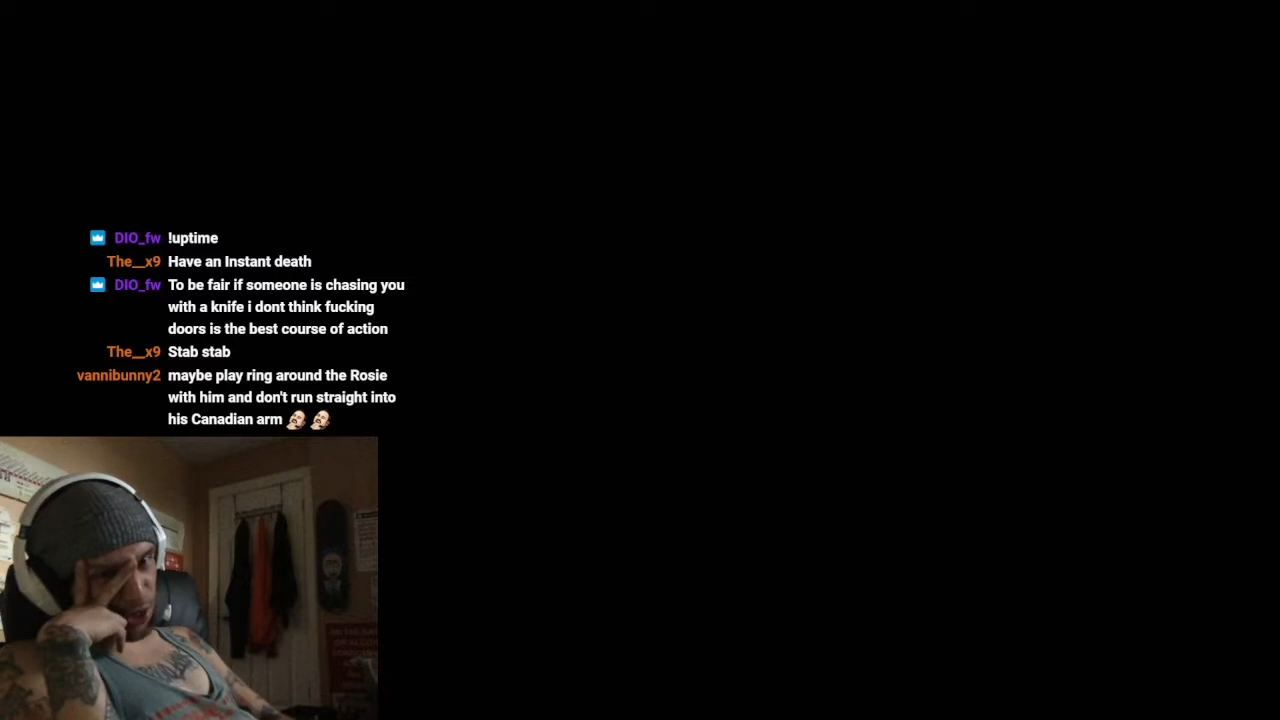 DIO_fw !uptime
The__x9 Have an Instant death
DIO_fw To be fair if someone is chasing you
with a knife i dont think fucking
doors is the best course of action
The__x9 Stab stab
vannibunny2 maybe play ring around the Rosie
with him and don't run straight into
his Canadian arm